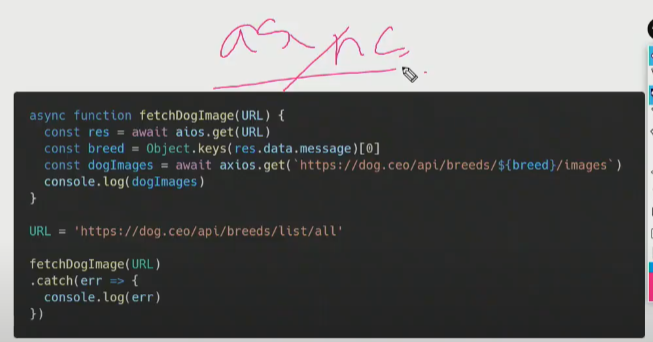 async
async function fetchDogImage(URL) {
  const res = await aios.get(URL)
  const breed = Object.keys(res.data.message)[0]
  const dogImages = await axios.get(`https://dog.ceo/api/breeds/${breed}/images`)
  console.log(dogImages)
}
URL = 'https://dog.ceo/api/breeds/list/all'
fetchDogImage(URL)
.catch(err => {
  console.log(err)
})